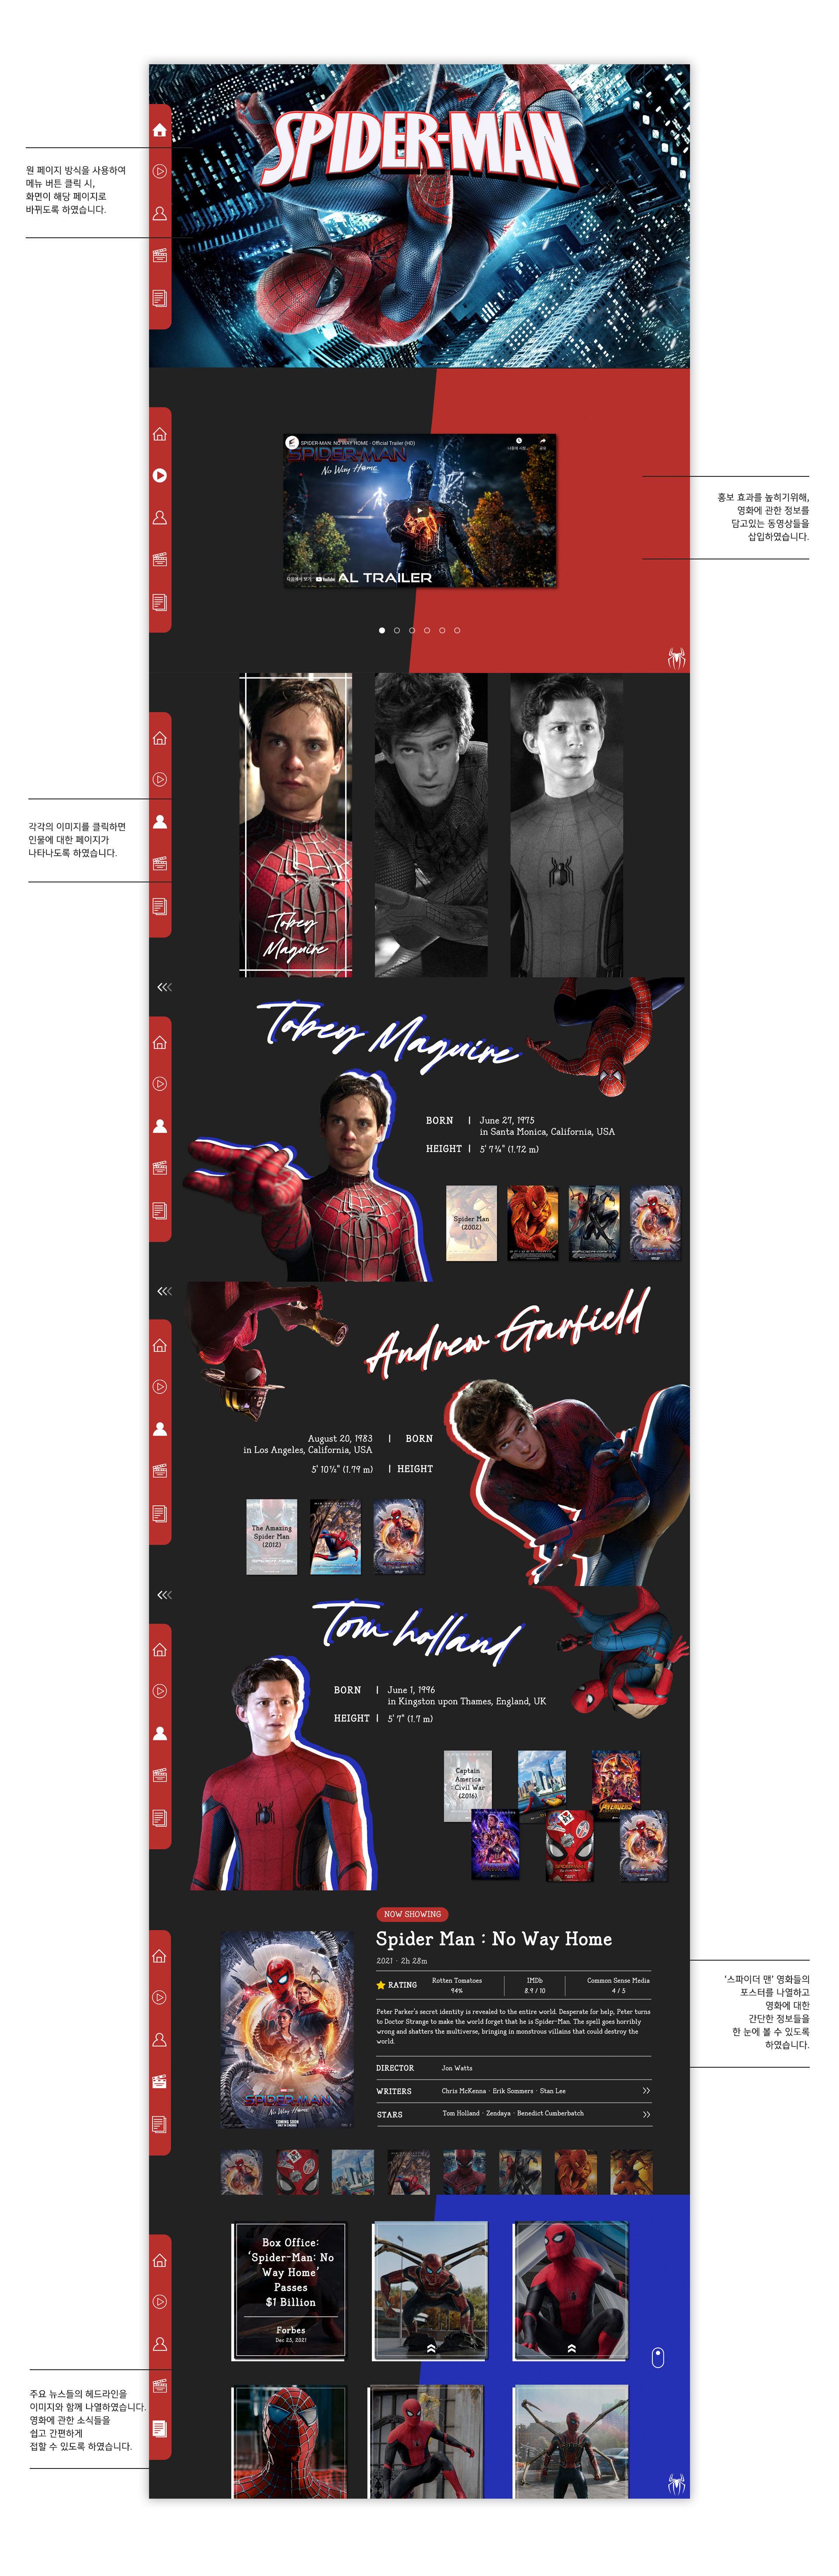 SPIDER-MAN
원 페이지 방식을 사용하여
메뉴 버튼 클릭 시,
화면이 해당 페이지로
바뀌도록 하였습니다.
SPIDER-MAN: NO WAY HOME - Official Trailer (HD)
SPIDER-MAN
No Way Home
공유
다음에서 보기
YouTube
AL TRAILER
홍보 효과를 높히기위해,
영화에 관한 정보를
담고있는 동영상들을
삽입하였습니다.
각각의 이미지를 클릭하면
인물에 대한 페이지가
나타나도록 하였습니다.
Tobey
Maguire
Tobey Maguire
BORN | June 27, 1975
in Santa Monica, California, USA
HEIGHT | 5' 7¾" (1.72 m)
Spider Man
(2002)
Andrew Garfield
August 20, 1983 | BORN
in Los Angeles, California, USA
5' 10½" (1.79 m) | HEIGHT
The Amazing
Spider Man
(2012)
Tom holland
BORN | June 1, 1996
in Kingston upon Thames, England, UK
HEIGHT | 5' 7" (1.7 m)
Captain
America
: Civil War
(2016)
AVENGERS
NOW SHOWING
Spider Man : No Way Home
2021 · 2h 28m
RATING
Rotten Tomatoes
94%
IMDb
8.9 / 10
Common Sense Media
4 / 5
Peter Parker's secret identity is revealed to the entire world. Desperate for help, Peter turns
to Doctor Strange to make the world forget that he is Spider-Man. The spell goes horribly
wrong and shatters the multiverse, bringing in monstrous villains that could destroy the
world.
DIRECTOR Jon Watts
WRITERS Chris McKenna · Erik Sommers · Stan Lee
STARS Tom Holland · Zendaya · Benedict Cumberbatch
SPIDER-MAN
No Way Home
COMING SOON
'스파이더 맨' 영화들의
포스터를 나열하고
영화에 대한
간단한 정보들을
한 눈에 볼 수 있도록
하였습니다.
Box Office:
'Spider-Man: No
Way Home'
Passes
$1 Billion
Forbes
Dec 25, 2021
주요 뉴스들의 헤드라인을
이미지와 함께 나열하였습니다.
영화에 관한 소식들을
쉽고 간편하게
접할 수 있도록 하였습니다.